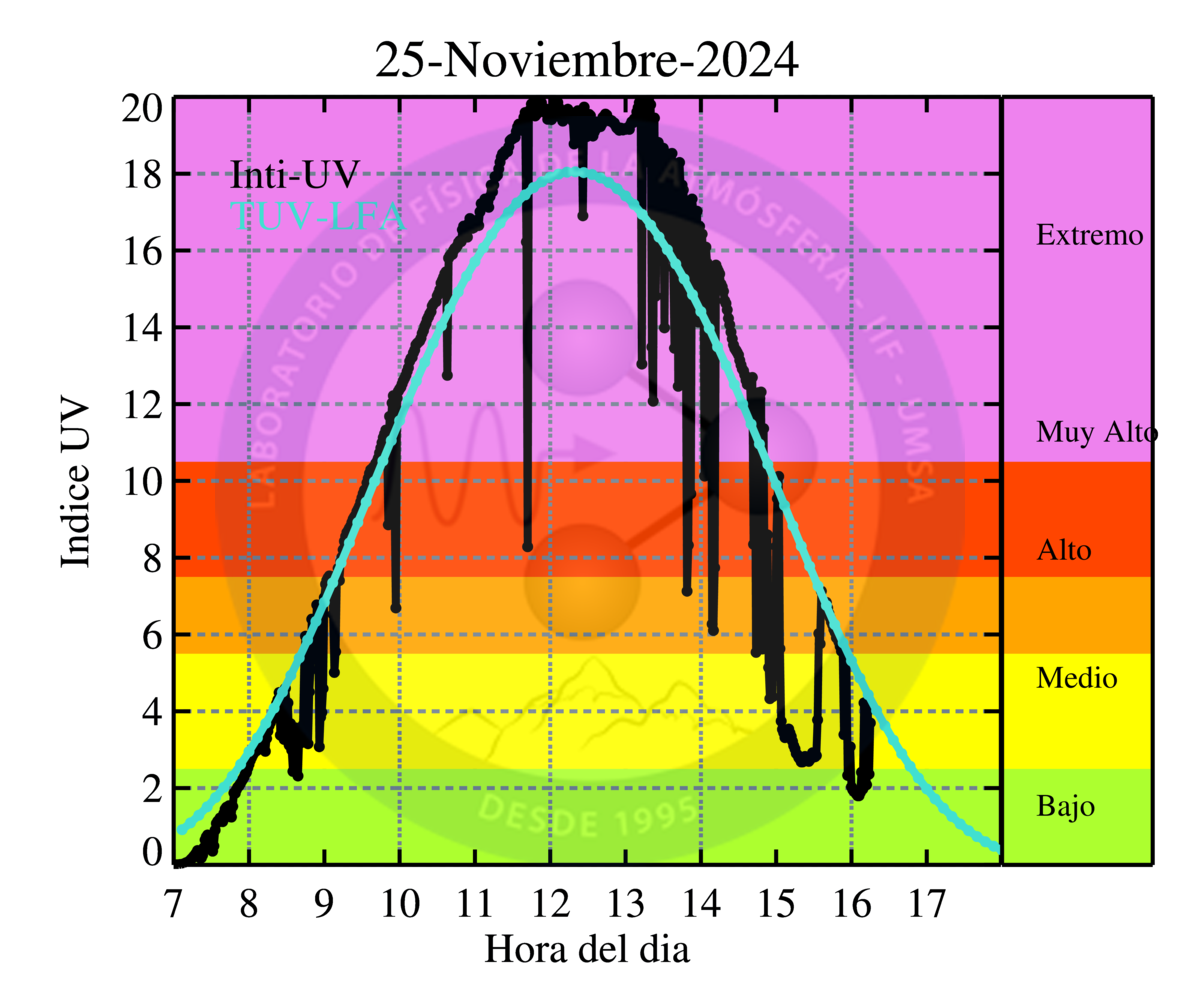 25-Noviembre-2024
20
18
16
14
12
10
8
6
4
2
0
Indice UV
Inti-UV
TUV-LFA
LABORATORIO DE FÍSICA DE LA ATMÓSFERA - IIF - UMSA
DESDE 1995
Extremo
Muy Alto
Alto
Medio
Bajo
7 8 9 10 11 12 13 14 15 16 17
Hora del dia